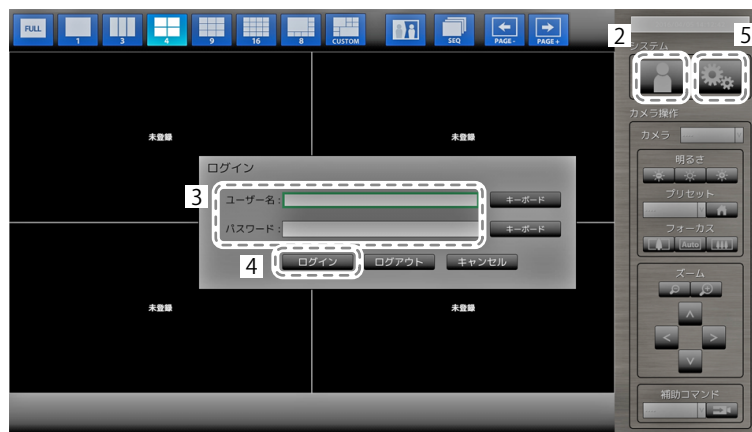 FULL
1
3
4
9
16
8
CUSTOM
SEQ
PAGE -
PAGE +
2
5
システム
カメラ操作
カメラ
明るさ
プリセット
フォーカス
Auto
ズーム
補助コマンド
未登録
未登録
ログイン
3
ユーザー名 :
キーボード
パスワード :
キーボード
4
ログイン
ログアウト
キャンセル
未登録
未登録